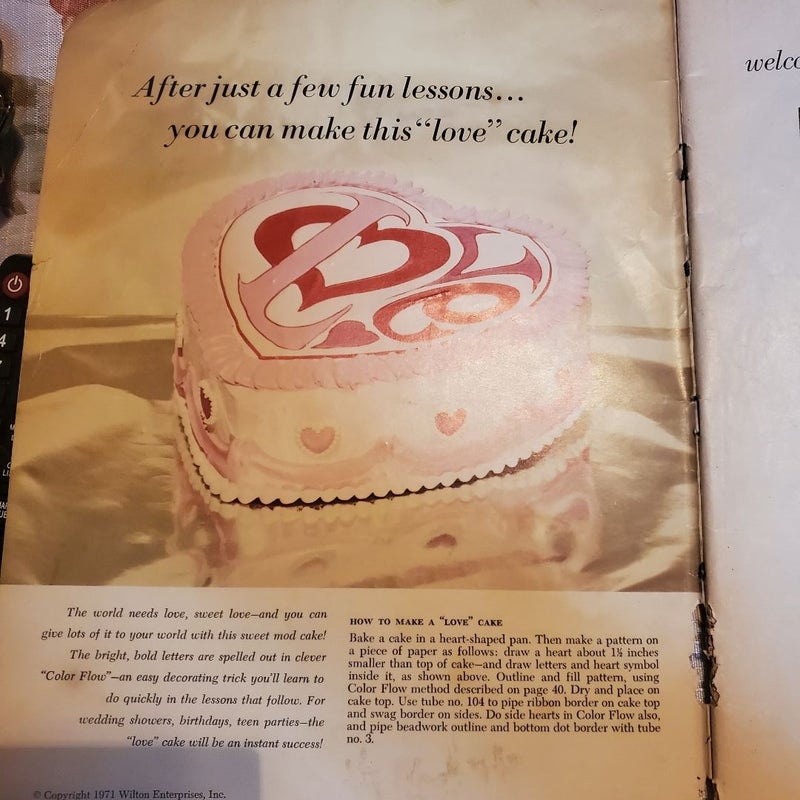 After just a few fun lessons...
you can make this “love” cake!
welco
The world needs love, sweet love—and you can
give lots of it to your world with this sweet mod cake!
The bright, bold letters are spelled out in clever
“Color Flow”—an easy decorating trick you’ll learn to
do quickly in the lessons that follow. For
wedding showers, birthdays, teen parties—the
“love” cake will be an instant success!
HOW TO MAKE A “LOVE” CAKE
Bake a cake in a heart-shaped pan. Then make a pattern on
a piece of paper as follows: draw a heart about 1½ inches
smaller than top of cake—and draw letters and heart symbol
inside it, as shown above. Outline and fill pattern, using
Color Flow method described on page 40. Dry and place on
cake top. Use tube no. 104 to pipe ribbon border on cake top
and swag border on sides. Do side hearts in Color Flow also,
and pipe beadwork outline and bottom dot border with tube
no. 3.
© Copyright 1971 Wilton Enterprises, Inc.
1
4